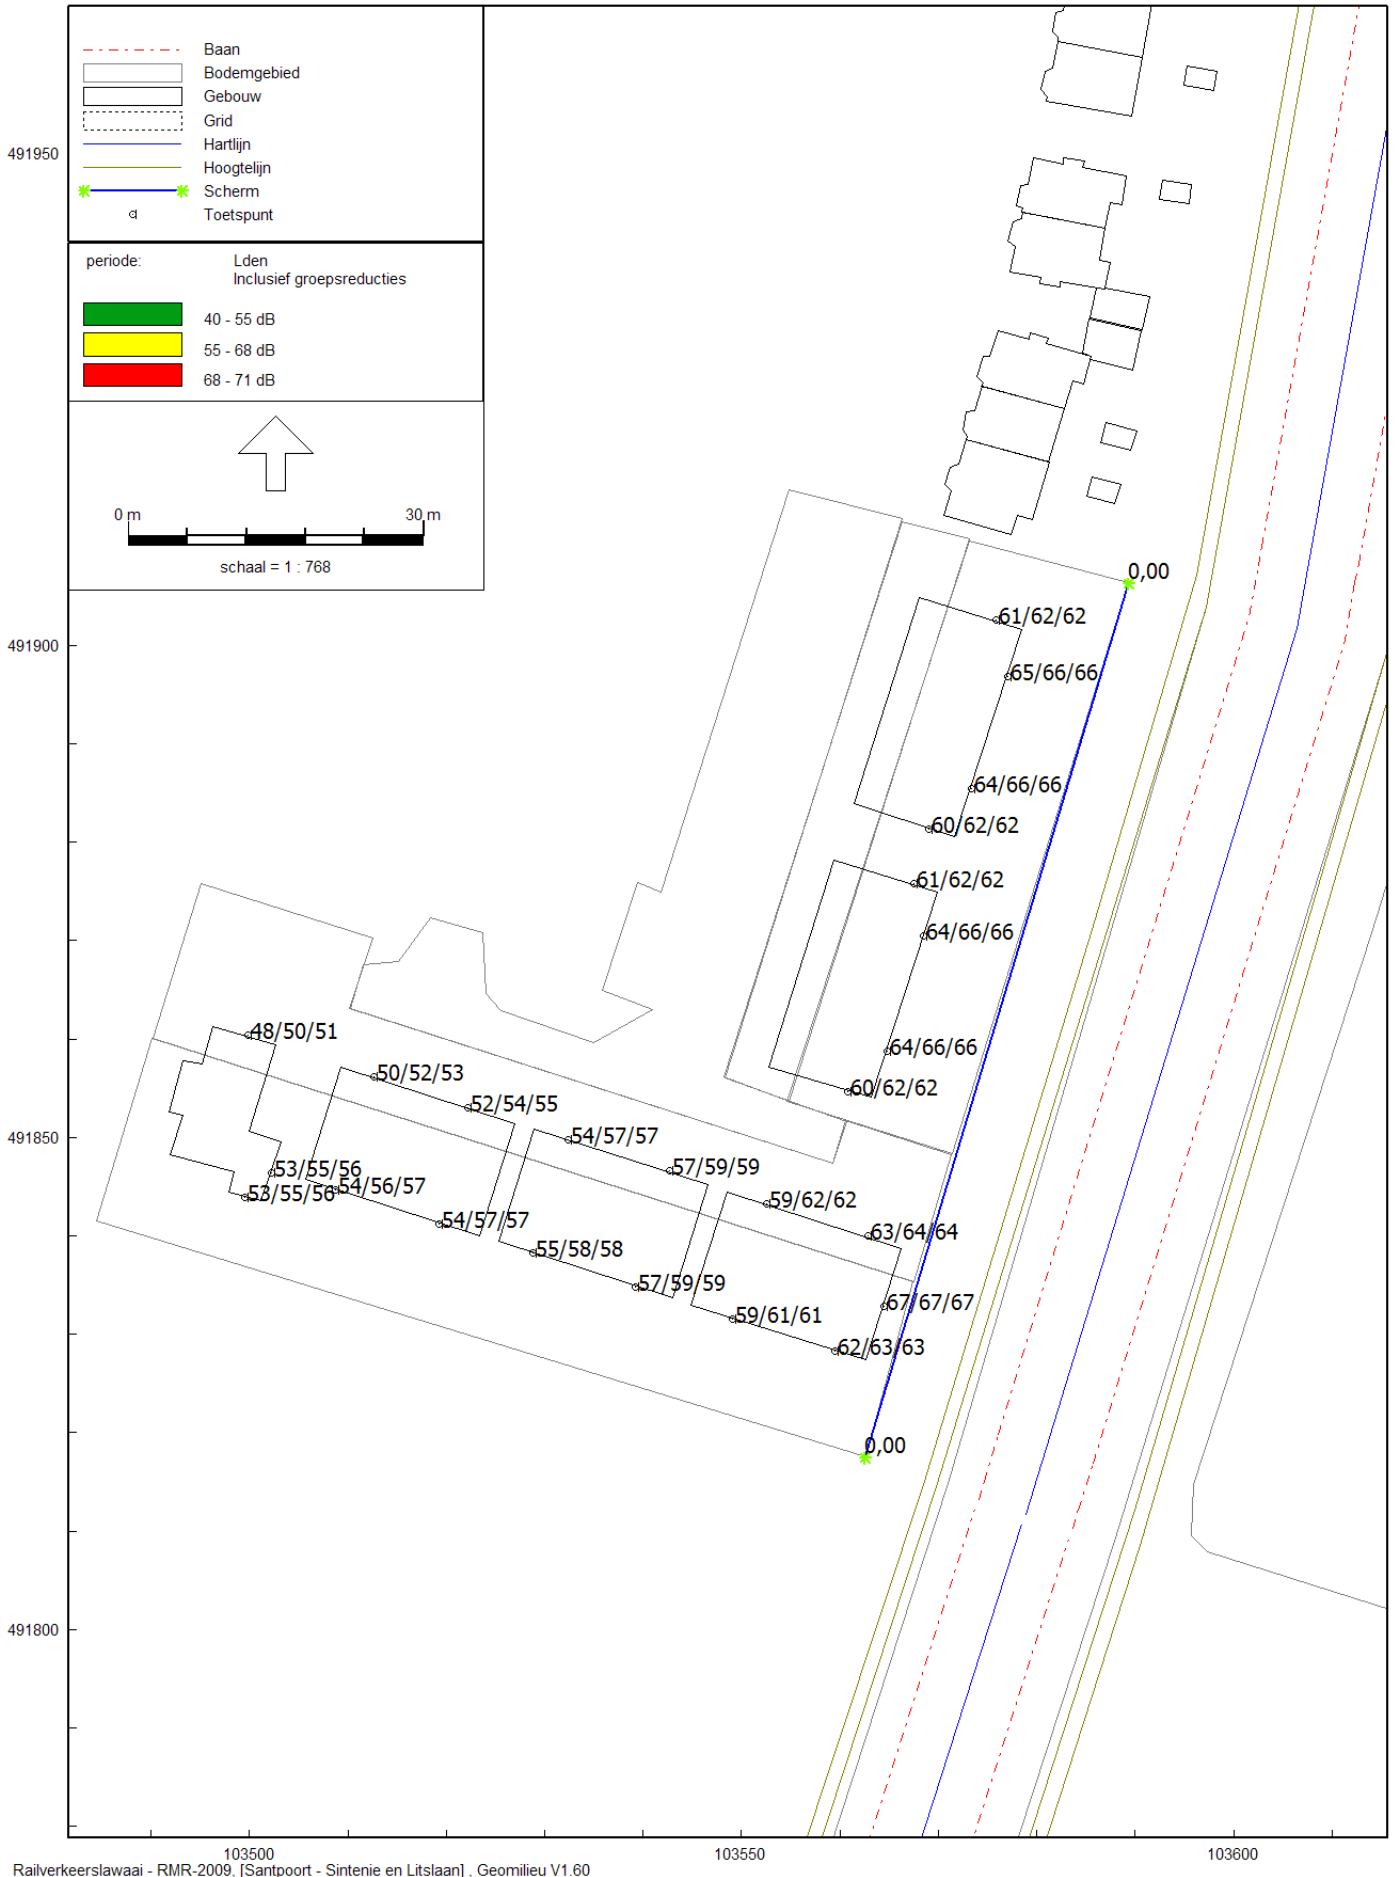 Baan
Bodemgebied
Gebouw
Grid
Hartlijn
Hoogtelijn
Scherm
Toetspunt
periode: Lden
Inclusief groepsreducties
40 - 55 dB
55 - 68 dB
68 - 71 dB
0 m 30 m
schaal = 1 : 768
491950
491900
491850
491800
0,00
61/62/62
65/66/66
64/66/66
60/62/62
61/62/62
64/66/66
64/66/66
60/62/62
48/50/51
50/52/53
52/54/55
54/57/57
57/59/59
53/55/56
54/56/57
53/55/56
59/62/62
54/57/57
63/64/64
55/58/58
57/59/59
67/67/67
59/61/61
62/63/63
0,00
103500
103550
103600
Railverkeerslawaai - RMR-2009, [Santpoort - Sintenie en Litslaan] , Geomilieu V1.60